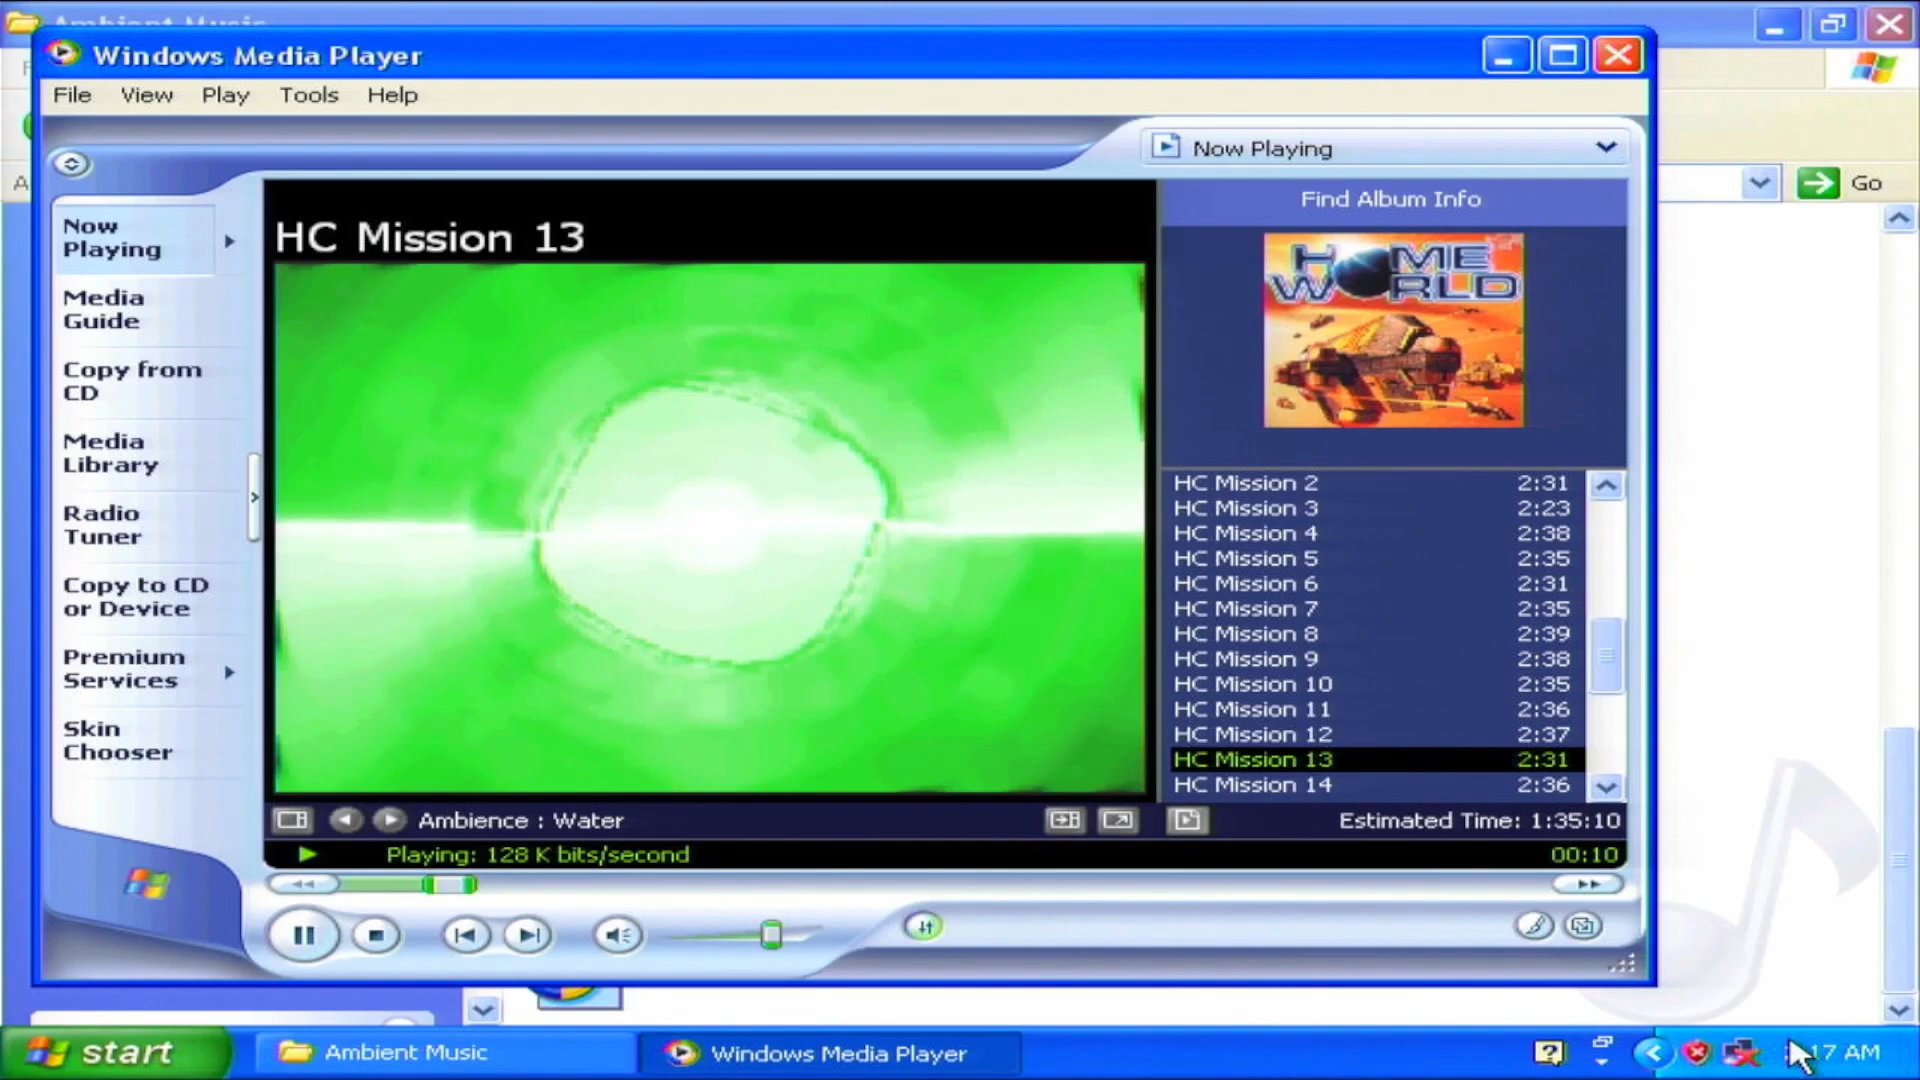 Ambient Music
Windows Media Player
File View Play Tools Help
Now Playing
Go
Now
Playing
Media
Guide
Copy from
CD
Media
Library
Radio
Tuner
Copy to CD
or Device
Premium
Services
Skin
Chooser
HC Mission 13
Find Album Info
HOME
WORLD
HC Mission 2 2:31
HC Mission 3 2:23
HC Mission 4 2:38
HC Mission 5 2:35
HC Mission 6 2:31
HC Mission 7 2:35
HC Mission 8 2:39
HC Mission 9 2:38
HC Mission 10 2:35
HC Mission 11 2:36
HC Mission 12 2:37
HC Mission 13 2:31
HC Mission 14 2:36
Ambience : Water
Estimated Time: 1:35:10
Playing: 128 K bits/second
00:10
start
Ambient Music
Windows Media Player
17 AM